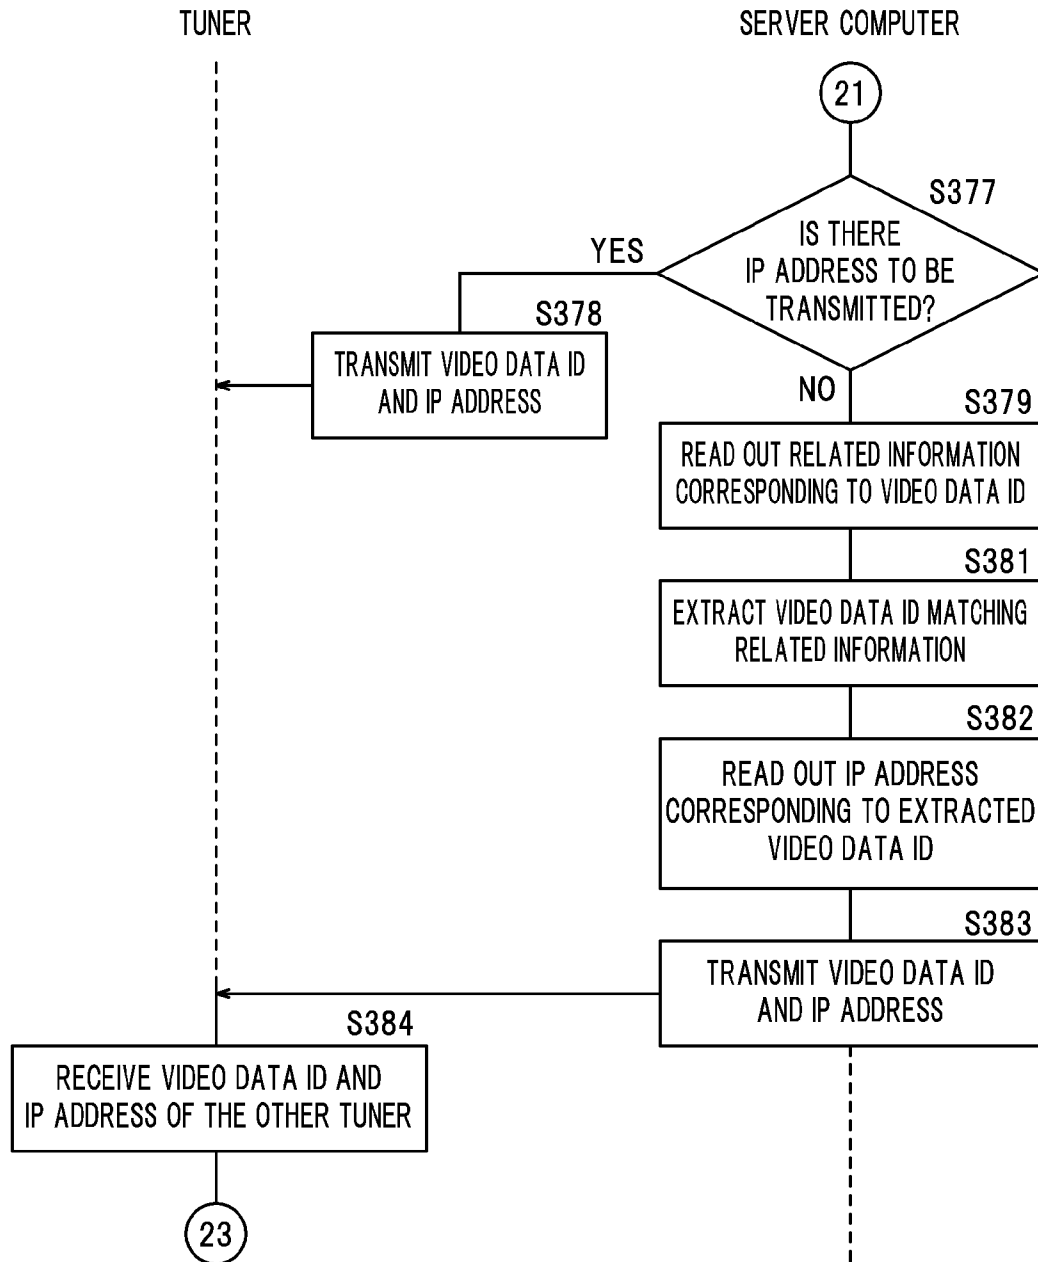 TUNER
SERVER COMPUTER
21
S377
IS THERE
IP ADDRESS TO BE
TRANSMITTED?
YES
S378
TRANSMIT VIDEO DATA ID
AND IP ADDRESS
NO
S379
READ OUT RELATED INFORMATION
CORRESPONDING TO VIDEO DATA ID
S381
EXTRACT VIDEO DATA ID MATCHING
RELATED INFORMATION
S382
READ OUT IP ADDRESS
CORRESPONDING TO EXTRACTED
VIDEO DATA ID
S383
TRANSMIT VIDEO DATA ID
AND IP ADDRESS
S384
RECEIVE VIDEO DATA ID AND
IP ADDRESS OF THE OTHER TUNER
23